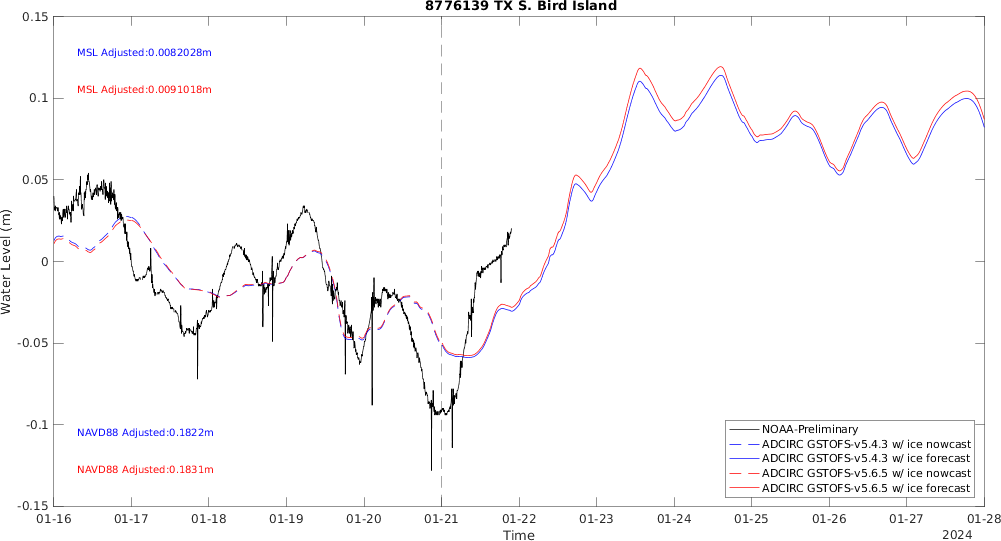 8776139 TX S. Bird Island
0.15
0.1
0.05
0
-0.05
-0.1
-0.15
Water Level (m)
MSL Adjusted:0.0082028m
MSL Adjusted:0.0091018m
NAVD88 Adjusted:0.1822m
NAVD88 Adjusted:0.1831m
NOAA-Preliminary
ADCIRC GSTOFS-v5.4.3 w/ ice nowcast
ADCIRC GSTOFS-v5.4.3 w/ ice forecast
ADCIRC GSTOFS-v5.6.5 w/ ice nowcast
ADCIRC GSTOFS-v5.6.5 w/ ice forecast
01-16 01-17 01-18 01-19 01-20 01-21 01-22 01-23 01-24 01-25 01-26 01-27 01-28
Time
2024